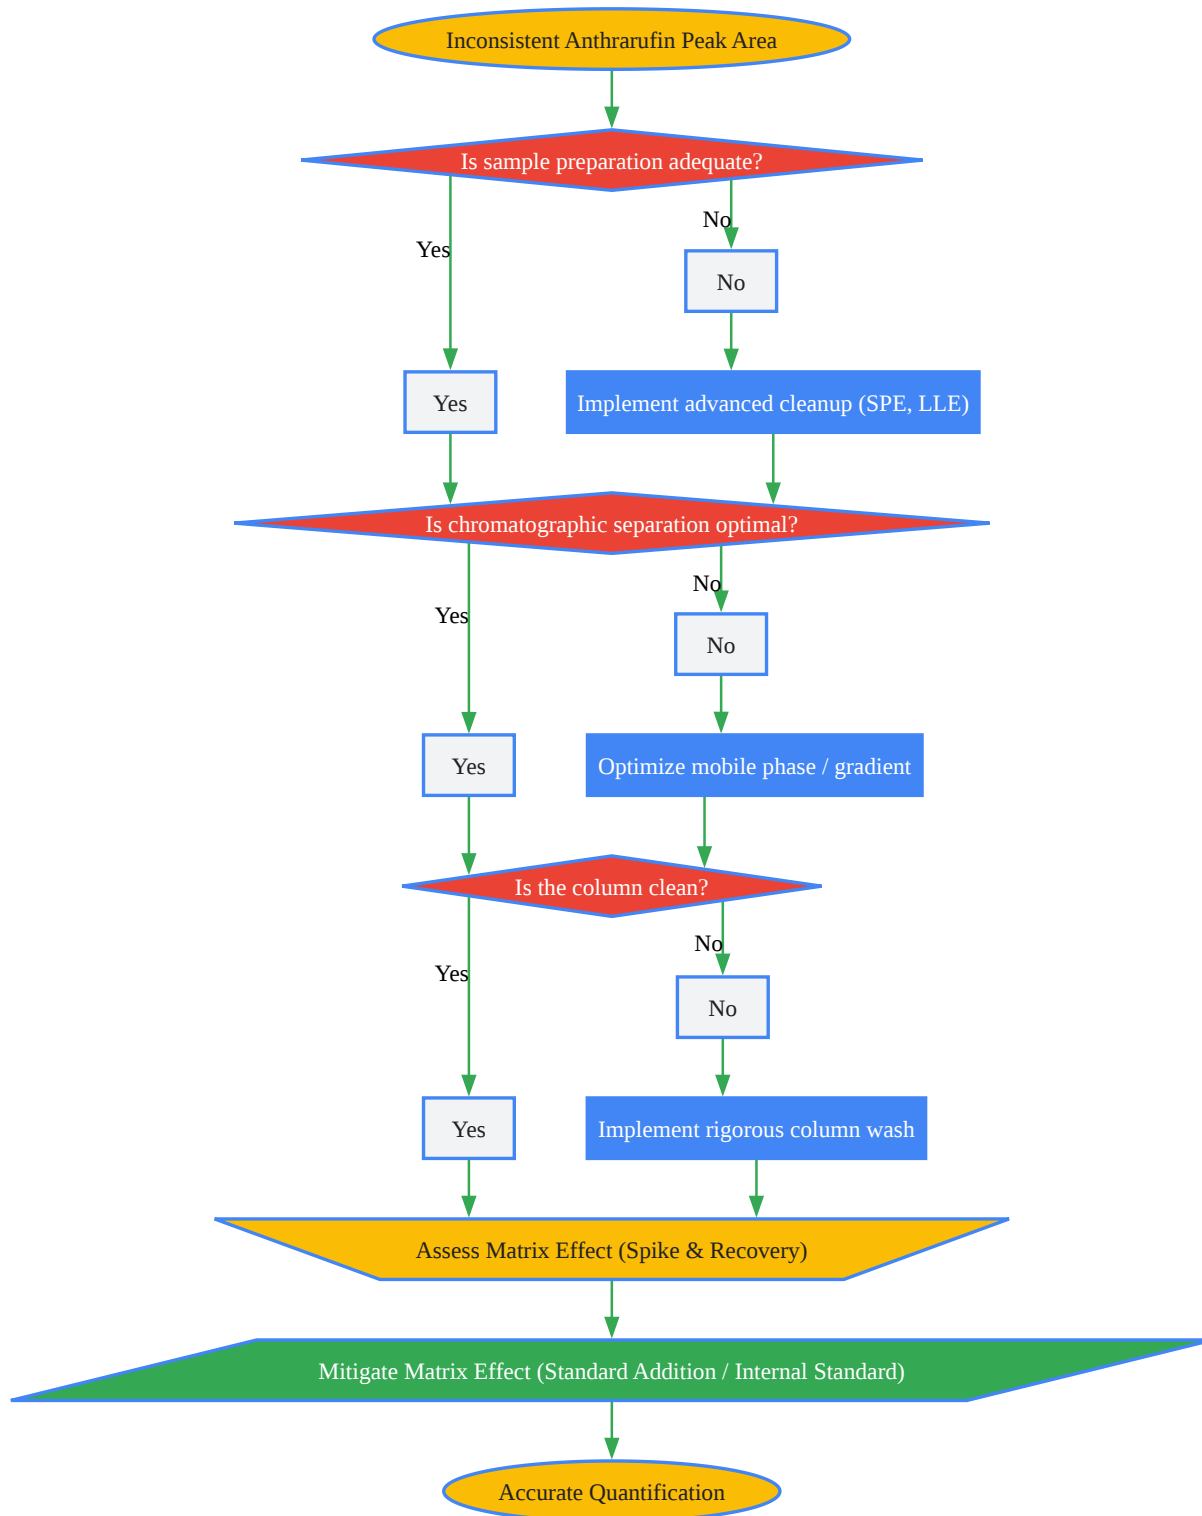 Inconsistent Anthrarufin Peak Area
Is sample preparation adequate?
No
Yes
No
Yes
Implement advanced cleanup (SPE, LLE)
Is chromatographic separation optimal?
No
Yes
No
Yes
Optimize mobile phase / gradient
Is the column clean?
No
Yes
No
Yes
Implement rigorous column wash
Assess Matrix Effect (Spike & Recovery)
Mitigate Matrix Effect (Standard Addition / Internal Standard)
Accurate Quantification